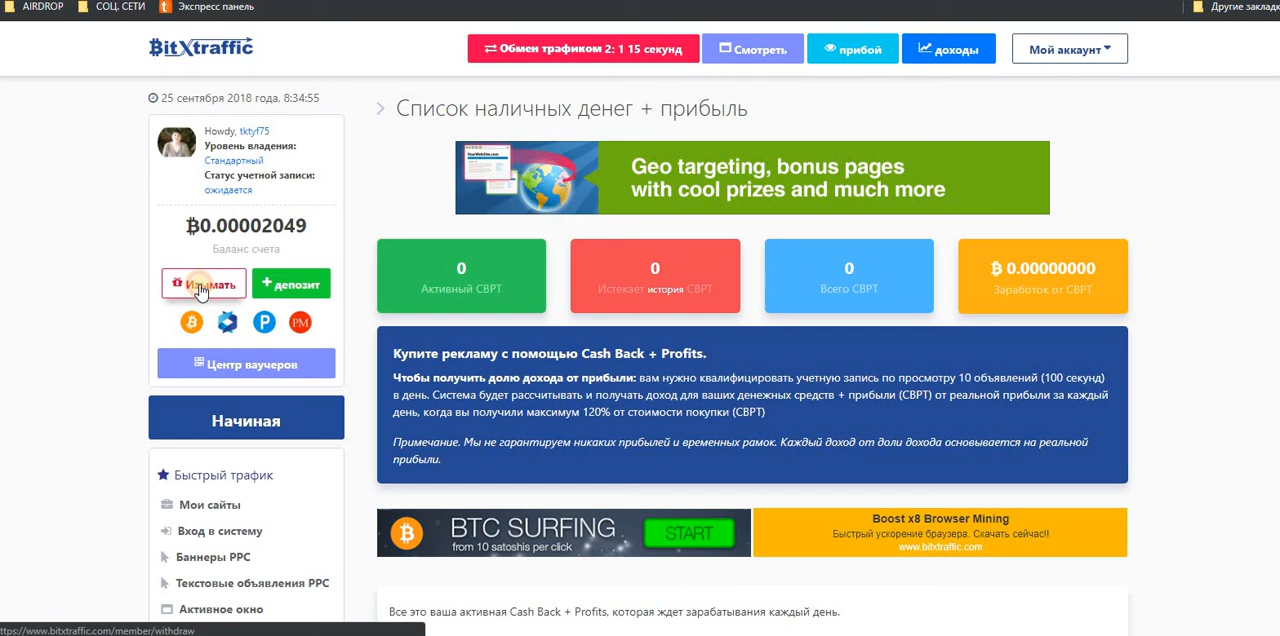 AIRDROP СОЦ. СЕТИ Экспресс панель Другие заклад
BitXtraffic
Обмен трафиком 2: 1 15 секунд Смотреть прибой доходы Мой аккаунт
25 сентября 2018 года, 8:34:55
Howdy, tktyf75
Уровень владения:
Стандартный
Статус учетной записи:
ожидается
₿0.00002049
Баланс счета
Изымать + депозит
PM
Центр ваучеров
Начиная
Быстрый трафик
Мои сайты
Вход в систему
Баннеры PPC
Текстовые объявления PPC
Активное окно
Список наличных денег + прибыль
YourWebSite.com
Geo targeting, bonus pages
with cool prizes and much more
0
Активный CBPT
0
Истекает история CBPT
0
Всего CBPT
₿ 0.00000000
Заработок от CBPT
Купите рекламу с помощью Cash Back + Profits.
Чтобы получить долю дохода от прибыли: вам нужно квалифицировать учетную запись по просмотру 10 объявлений (100 секунд)
в день. Система будет рассчитывать и получать доход для ваших денежных средств + прибыли (CBPT) от реальной прибыли за каждый
день, когда вы получили максимум 120% от стоимости покупки (CBPT)
Примечание. Мы не гарантируем никаких прибылей и временных рамок. Каждый доход от доли дохода основывается на реальной
прибыли.
BTC SURFING
from 10 satoshis per click
START
Boost x8 Browser Mining
Быстрый ускорение браузера. Скачать сейчас!!
www.bitxtraffic.com
Все это ваша активная Cash Back + Profits, которая ждет зарабатывания каждый день.
ttps://www.bitxtraffic.com/member/withdraw